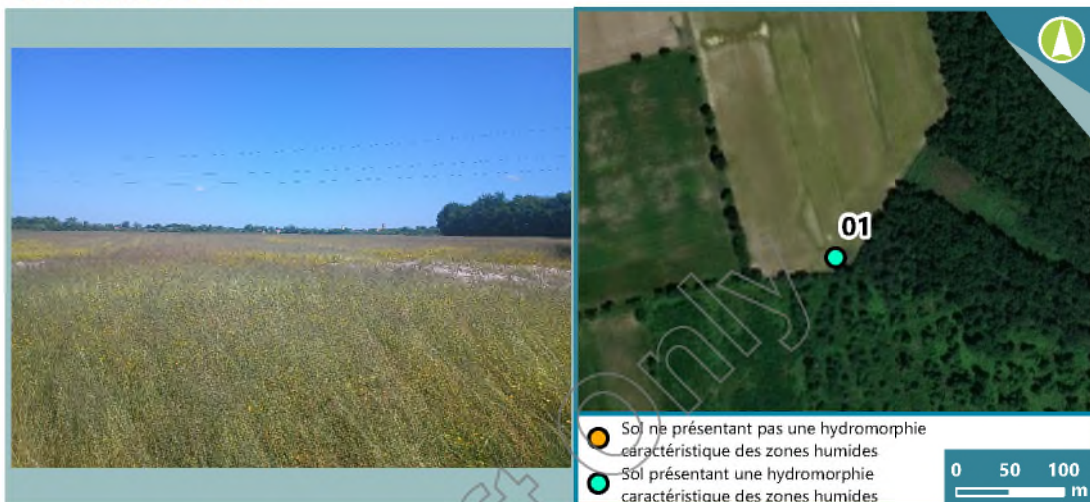 01
Sol ne présentant pas une hydromorphie
caractéristique des zones humides
Sol présentant une hydromorphie
caractéristique des zones humides
0 50 100
m
Only